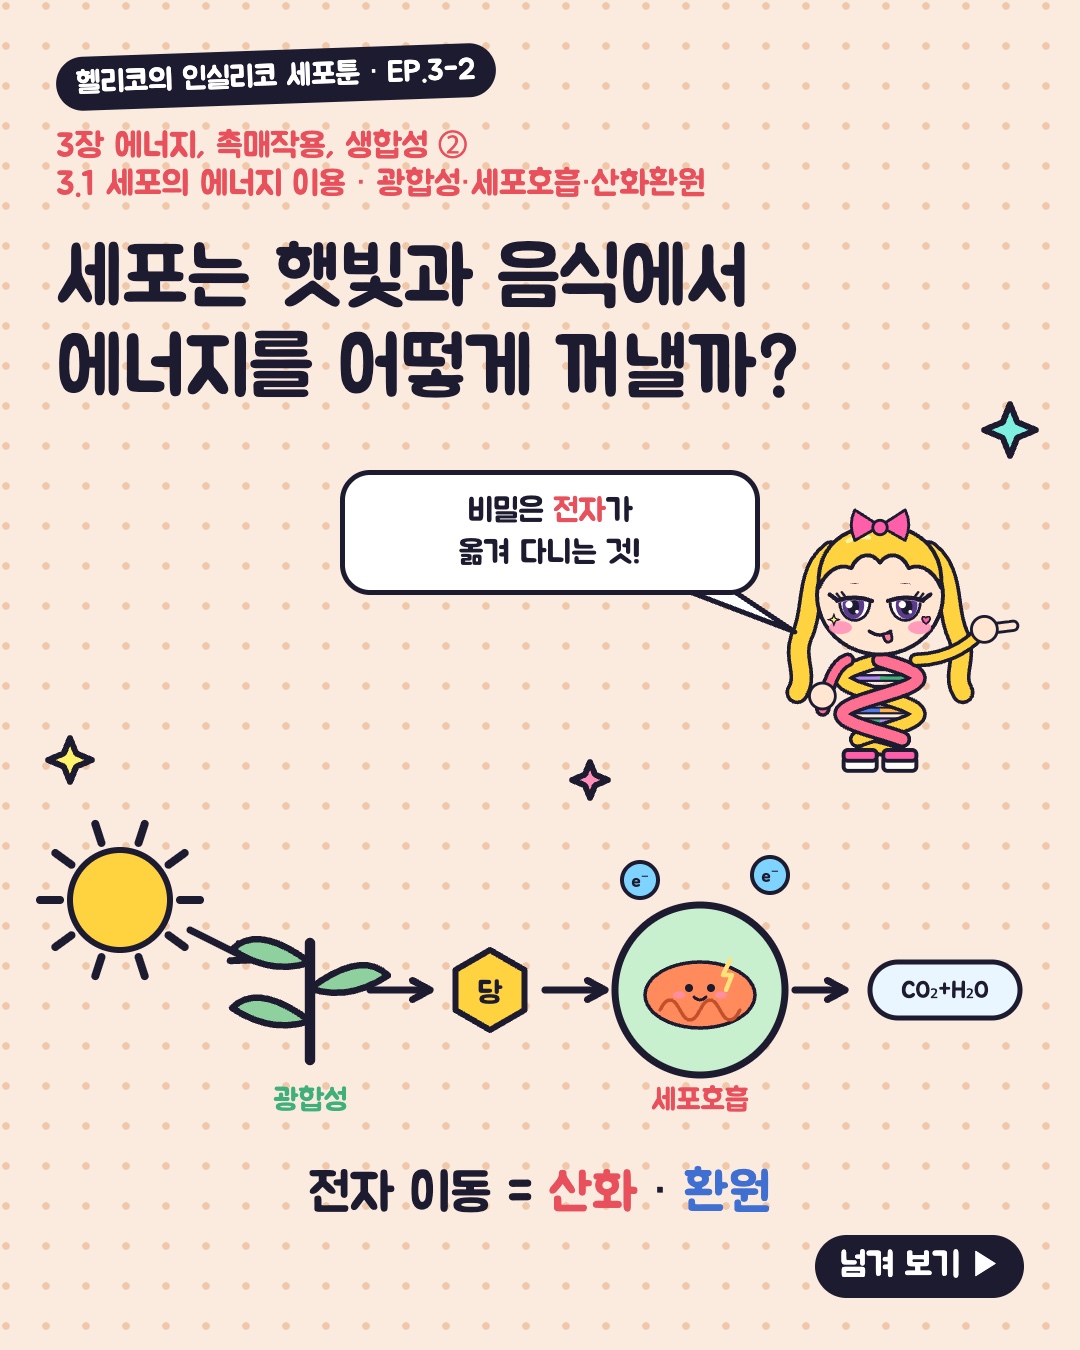 헬리코의 인실리코 세포툰 · EP.3-2
3장 에너지, 촉매작용, 생합성 ②
3.1 세포의 에너지 이용 · 광합성·세포호흡·산화환원
세포는 햇빛과 음식에서
에너지를 어떻게 꺼낼까?
비밀은 전자가
옮겨 다니는 것!
e⁻
e⁻
당
CO₂+H₂O
광합성
세포호흡
전자 이동 = 산화 · 환원
넘겨 보기 ▶